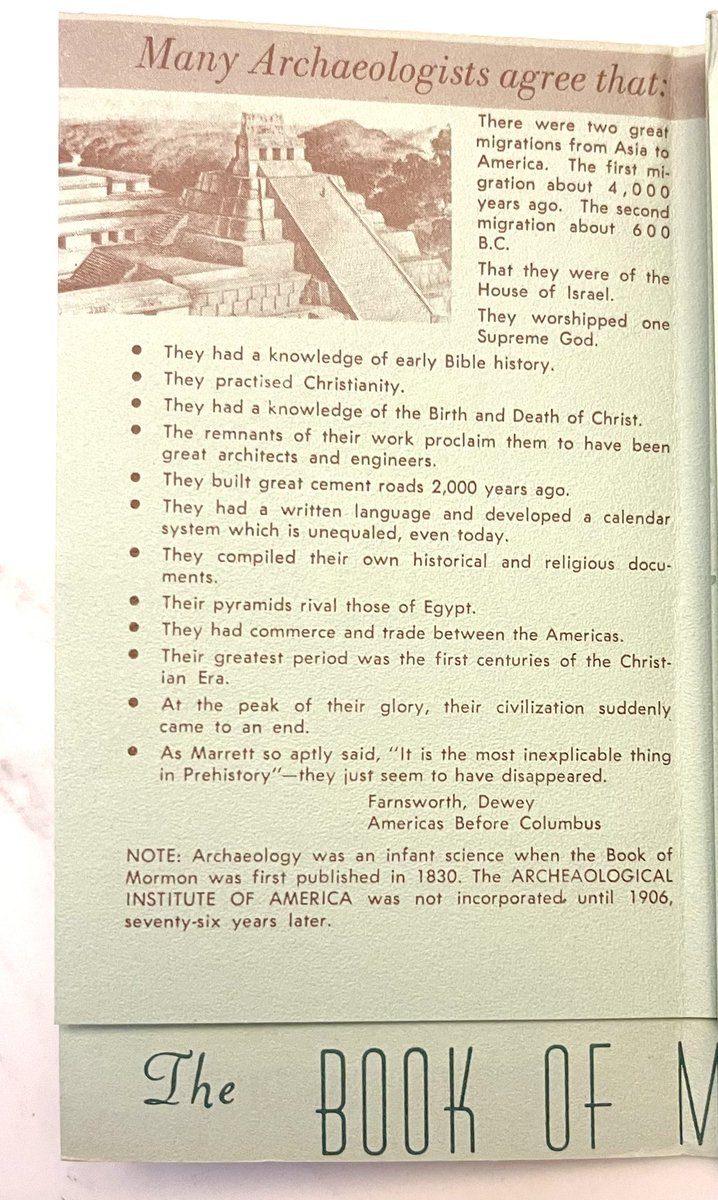 Many Archaeologists agree that:
There were two great
migrations from Asia to
America. The first mi-
gration about 4,000
years ago. The second
migration about 600
B.C.
That they were of the
House of Israel.
They worshipped one
Supreme God.
• They had a knowledge of early Bible history.
• They practised Christianity.
• They had a knowledge of the Birth and Death of Christ.
• The remnants of their work proclaim them to have been
great architects and engineers.
• They built great cement roads 2,000 years ago.
• They had a written language and developed a calendar
system which is unequaled, even today.
• They compiled their own historical and religious docu-
ments.
• Their pyramids rival those of Egypt.
• They had commerce and trade between the Americas.
• Their greatest period was the first centuries of the Christ-
ian Era.
• At the peak of their glory, their civilization suddenly
came to an end.
• As Marrett so aptly said, "It is the most inexplicable thing
in Prehistory"—they just seem to have disappeared.
Farnsworth, Dewey
Americas Before Columbus
NOTE: Archaeology was an infant science when the Book of
Mormon was first published in 1830. The ARCHEAOLOGICAL
INSTITUTE OF AMERICA was not incorporated until 1906,
seventy-six years later.
The BOOK OF M